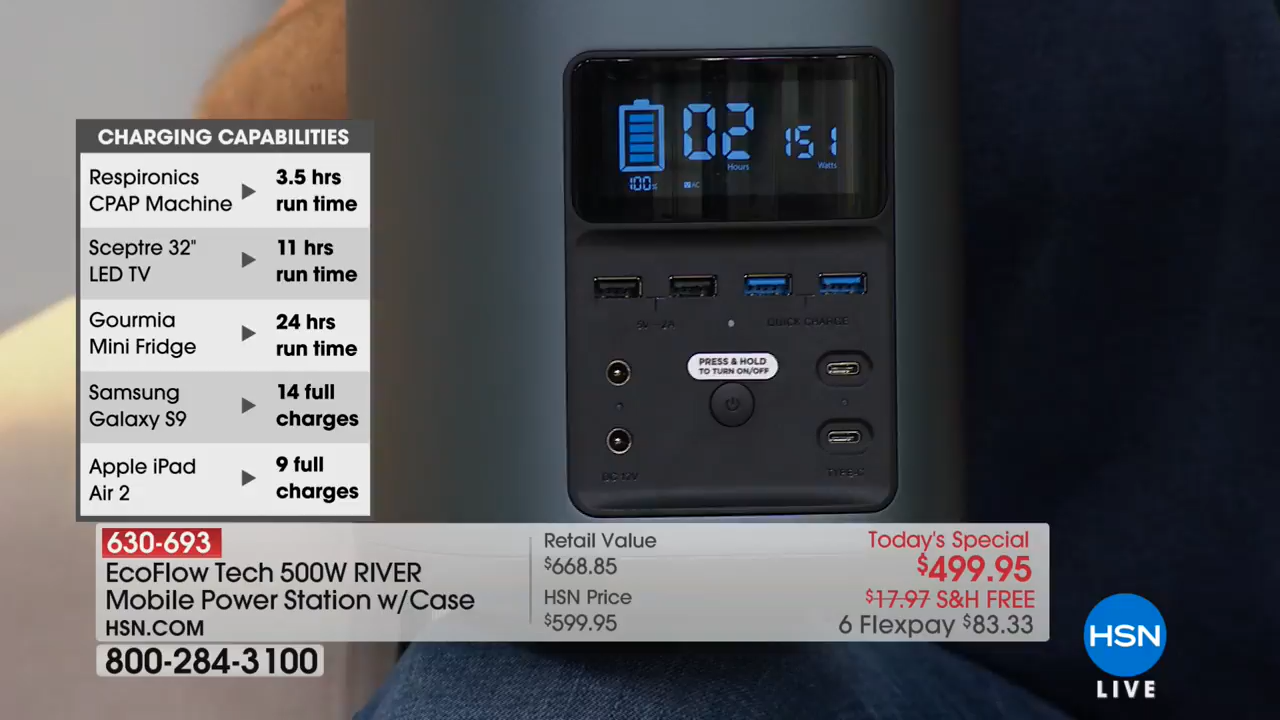 CHARGING CAPABILITIES
Respironics
CPAP Machine
3.5 hrs
run time
Sceptre 32"
LED TV
11 hrs
run time
Gourmia
Mini Fridge
24 hrs
run time
Samsung
Galaxy S9
14 full
charges
Apple iPad
Air 2
9 full
charges
02
Hours
151
Watts
100%
AC
5V⎓2A
QUICK CHARGE
PRESS & HOLD
TO TURN ON/OFF
DC 12V
TYPE-C
630-693
EcoFlow Tech 500W RIVER
Mobile Power Station w/Case
HSN.COM
800-284-3100
Retail Value
$668.85
HSN Price
$599.95
Today's Special
$499.95
$17.97 S&H FREE
6 Flexpay $83.33
HSN
LIVE